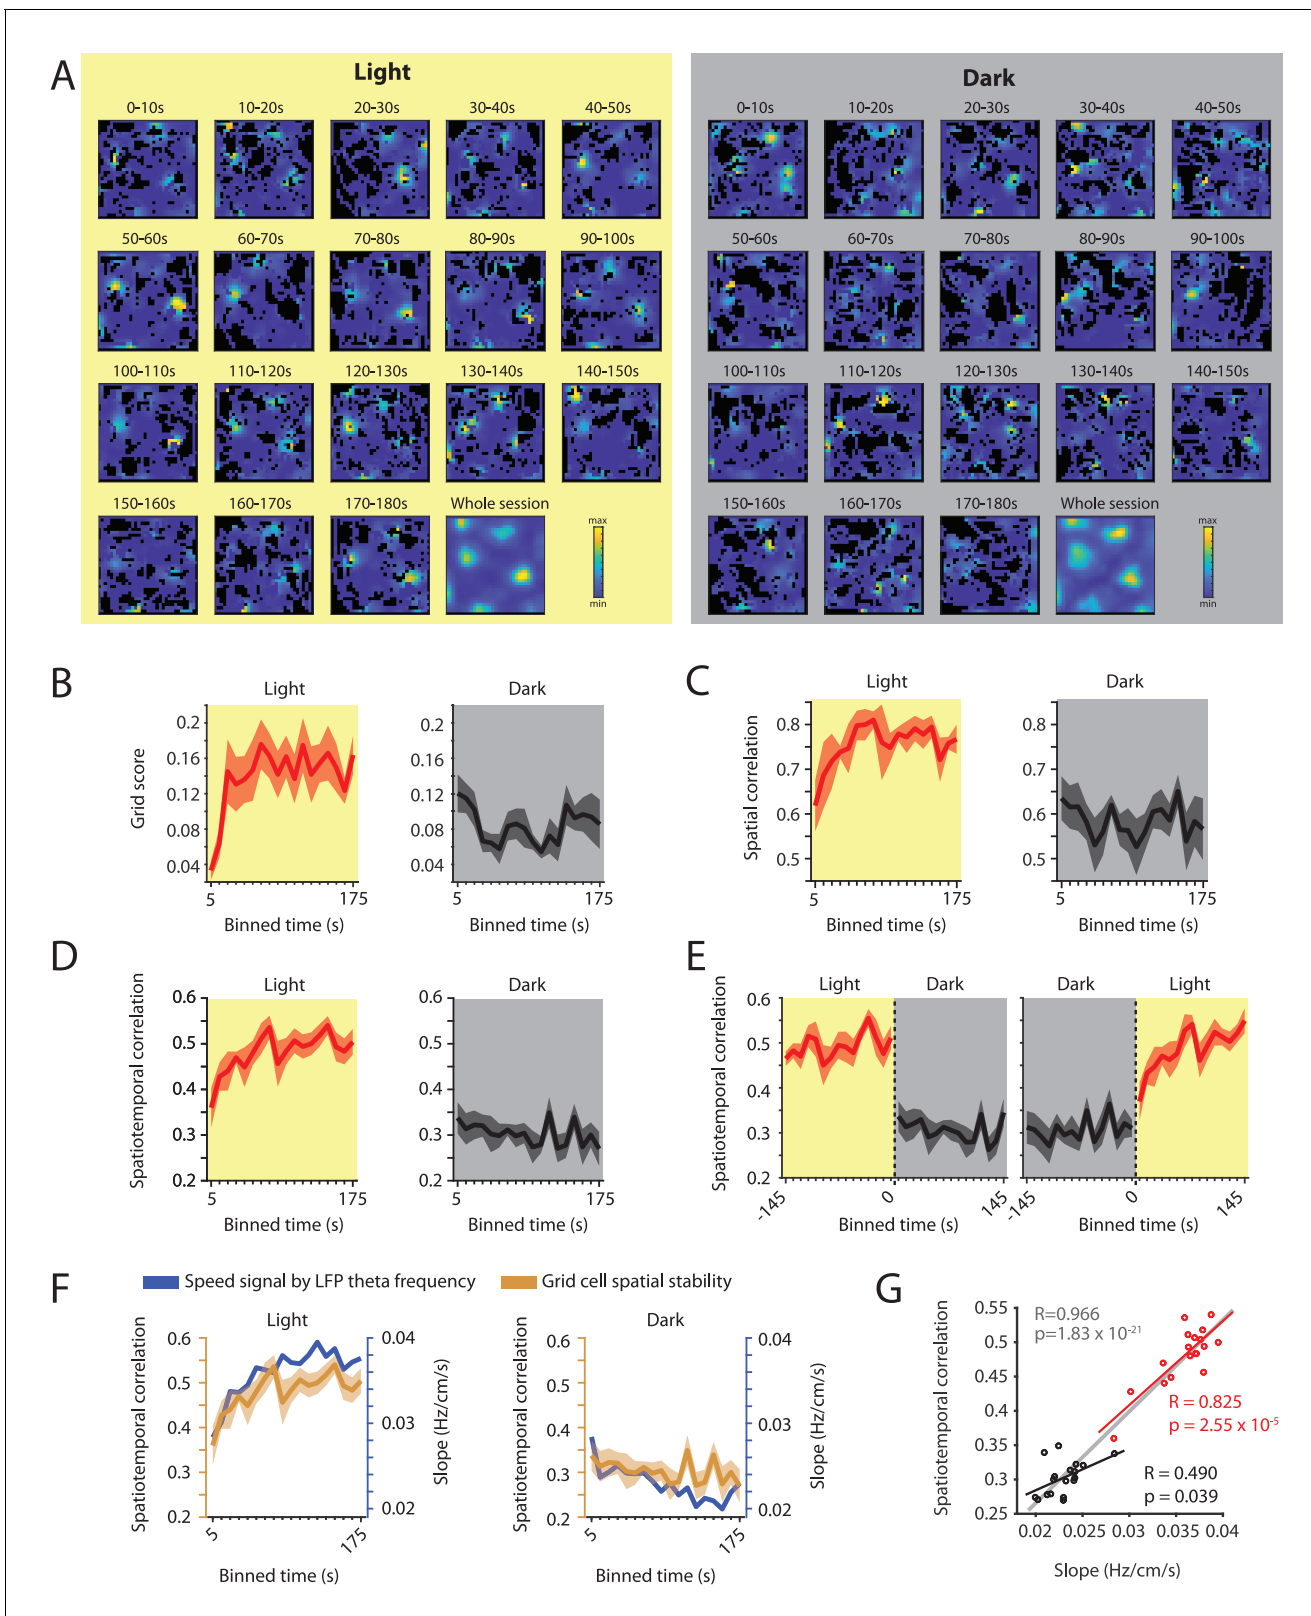 A
Light
0-10s 10-20s 20-30s 30-40s 40-50s
50-60s 60-70s 70-80s 80-90s 90-100s
100-110s 110-120s 120-130s 130-140s 140-150s
150-160s 160-170s 170-180s Whole session
max
min
Dark
0-10s 10-20s 20-30s 30-40s 40-50s
50-60s 60-70s 70-80s 80-90s 90-100s
100-110s 110-120s 120-130s 130-140s 140-150s
150-160s 160-170s 170-180s Whole session
max
min
B
Light
Grid score
0.2
0.16
0.12
0.08
0.04
5 175
Binned time (s)
Dark
0.2
0.16
0.12
0.08
0.04
5 175
Binned time (s)
C
Light
Spatial correlation
0.8
0.7
0.6
0.5
5 175
Binned time (s)
Dark
0.8
0.7
0.6
0.5
5 175
Binned time (s)
D
Light
Spatiotemporal correlation
0.6
0.5
0.4
0.3
0.2
5 175
Binned time (s)
Dark
0.6
0.5
0.4
0.3
0.2
5 175
Binned time (s)
E
Light Dark
Spatiotemporal correlation
0.6
0.5
0.4
0.3
0.2
-145 0 145
Binned time (s)
Dark Light
-145 0 145
Binned time (s)
F
Speed signal by LFP theta frequency Grid cell spatial stability
Light
Spatiotemporal correlation
0.6
0.5
0.4
0.3
0.2
0.04
0.03
0.02
Slope (Hz/cm/s)
5 175
Binned time (s)
Dark
Spatiotemporal correlation
0.6
0.5
0.4
0.3
0.2
0.04
0.03
0.02
Slope (Hz/cm/s)
5 175
Binned time (s)
G
Spatiotemporal correlation
0.55
0.5
0.45
0.4
0.35
0.3
0.25
R=0.966
p=1.83 x 10-21
R = 0.825
p = 2.55 x 10-5
R = 0.490
p = 0.039
0.02 0.025 0.03 0.035 0.04
Slope (Hz/cm/s)